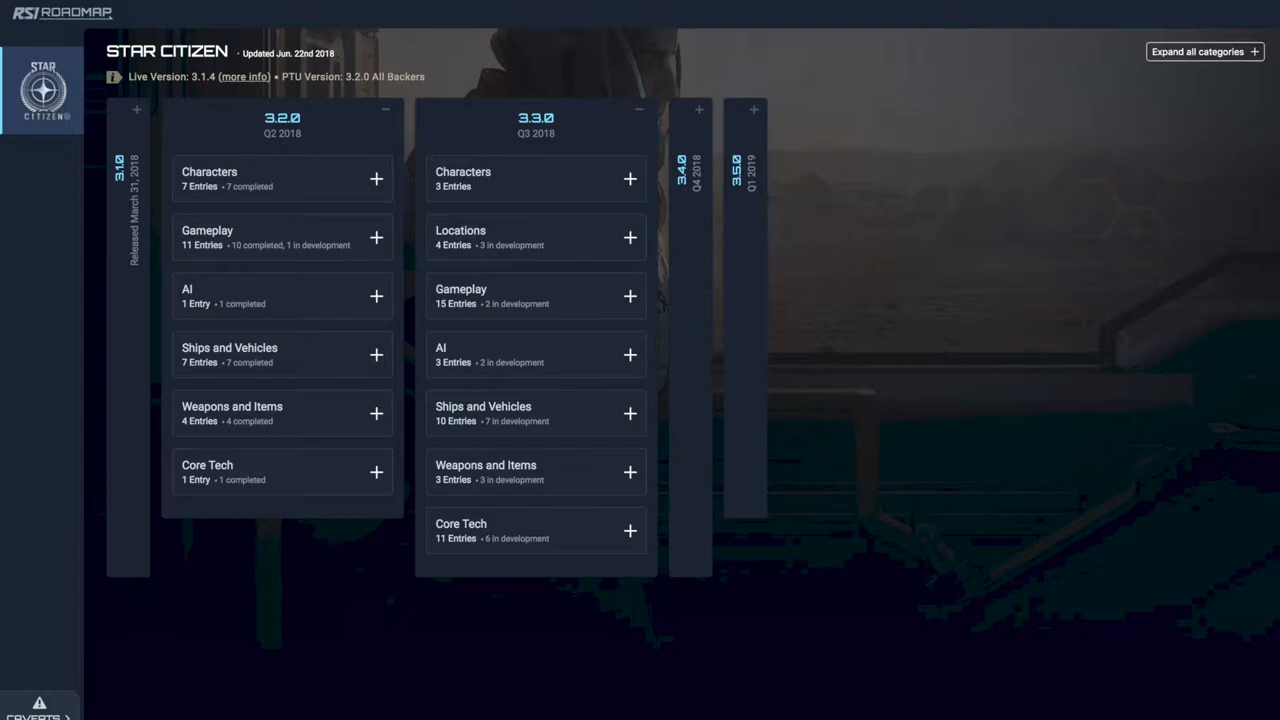 RSI ROADMAP
STAR CITIZEN • Updated Jun. 22nd 2018
Expand all categories +
STAR
CITIZEN®
Live Version: 3.1.4 (more info) • PTU Version: 3.2.0 All Backers
3.1.0
Released March 31, 2018
3.2.0
Q2 2018
Characters
7 Entries • 7 completed
Gameplay
11 Entries • 10 completed, 1 in development
AI
1 Entry • 1 completed
Ships and Vehicles
7 Entries • 7 completed
Weapons and Items
4 Entries • 4 completed
Core Tech
1 Entry • 1 completed
3.3.0
Q3 2018
Characters
3 Entries
Locations
4 Entries • 3 in development
Gameplay
15 Entries • 2 in development
AI
3 Entries • 2 in development
Ships and Vehicles
10 Entries • 7 in development
Weapons and Items
3 Entries • 3 in development
Core Tech
11 Entries • 6 in development
3.4.0
Q4 2018
3.5.0
Q1 2019
CAVEATS >